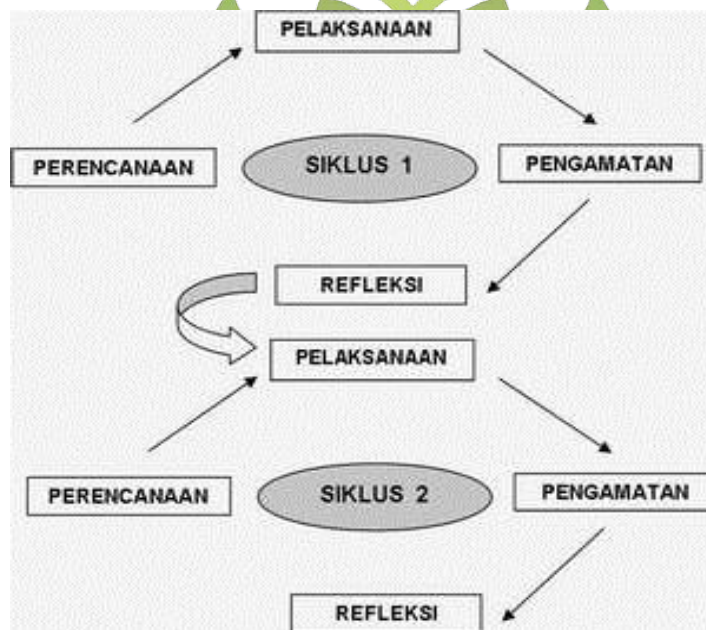 PELAKSANAAN
PERENCANAAN
SIKLUS 1
PENGAMATAN
REFLEKSI
PELAKSANAAN
PERENCANAAN
SIKLUS 2
PENGAMATAN
REFLEKSI